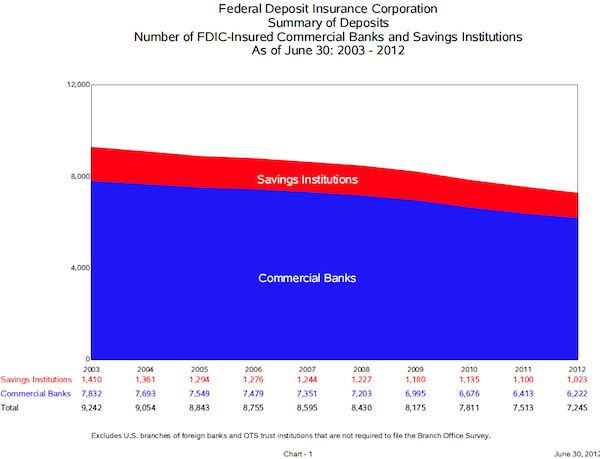 Federal Deposit Insurance Corporation
Summary of Deposits
Number of FDIC-Insured Commercial Banks and Savings Institutions
As of June 30: 2003 - 2012
12,000
8,000
Savings Institutions
4,000
Commercial Banks
0
2003 2004 2005 2006 2007 2008 2009 2010 2011 2012
Savings Institutions 1,410 1,361 1,294 1,276 1,244 1,227 1,180 1,135 1,100 1,023
Commercial Banks 7,832 7,693 7,549 7,479 7,351 7,203 6,995 6,676 6,413 6,222
Total 9,242 9,054 8,843 8,755 8,595 8,430 8,175 7,811 7,513 7,245
Excludes U.S. branches of foreign banks and OTS trust institutions that are not required to file the Branch Office Survey.
Chart - 1 June 30, 2012